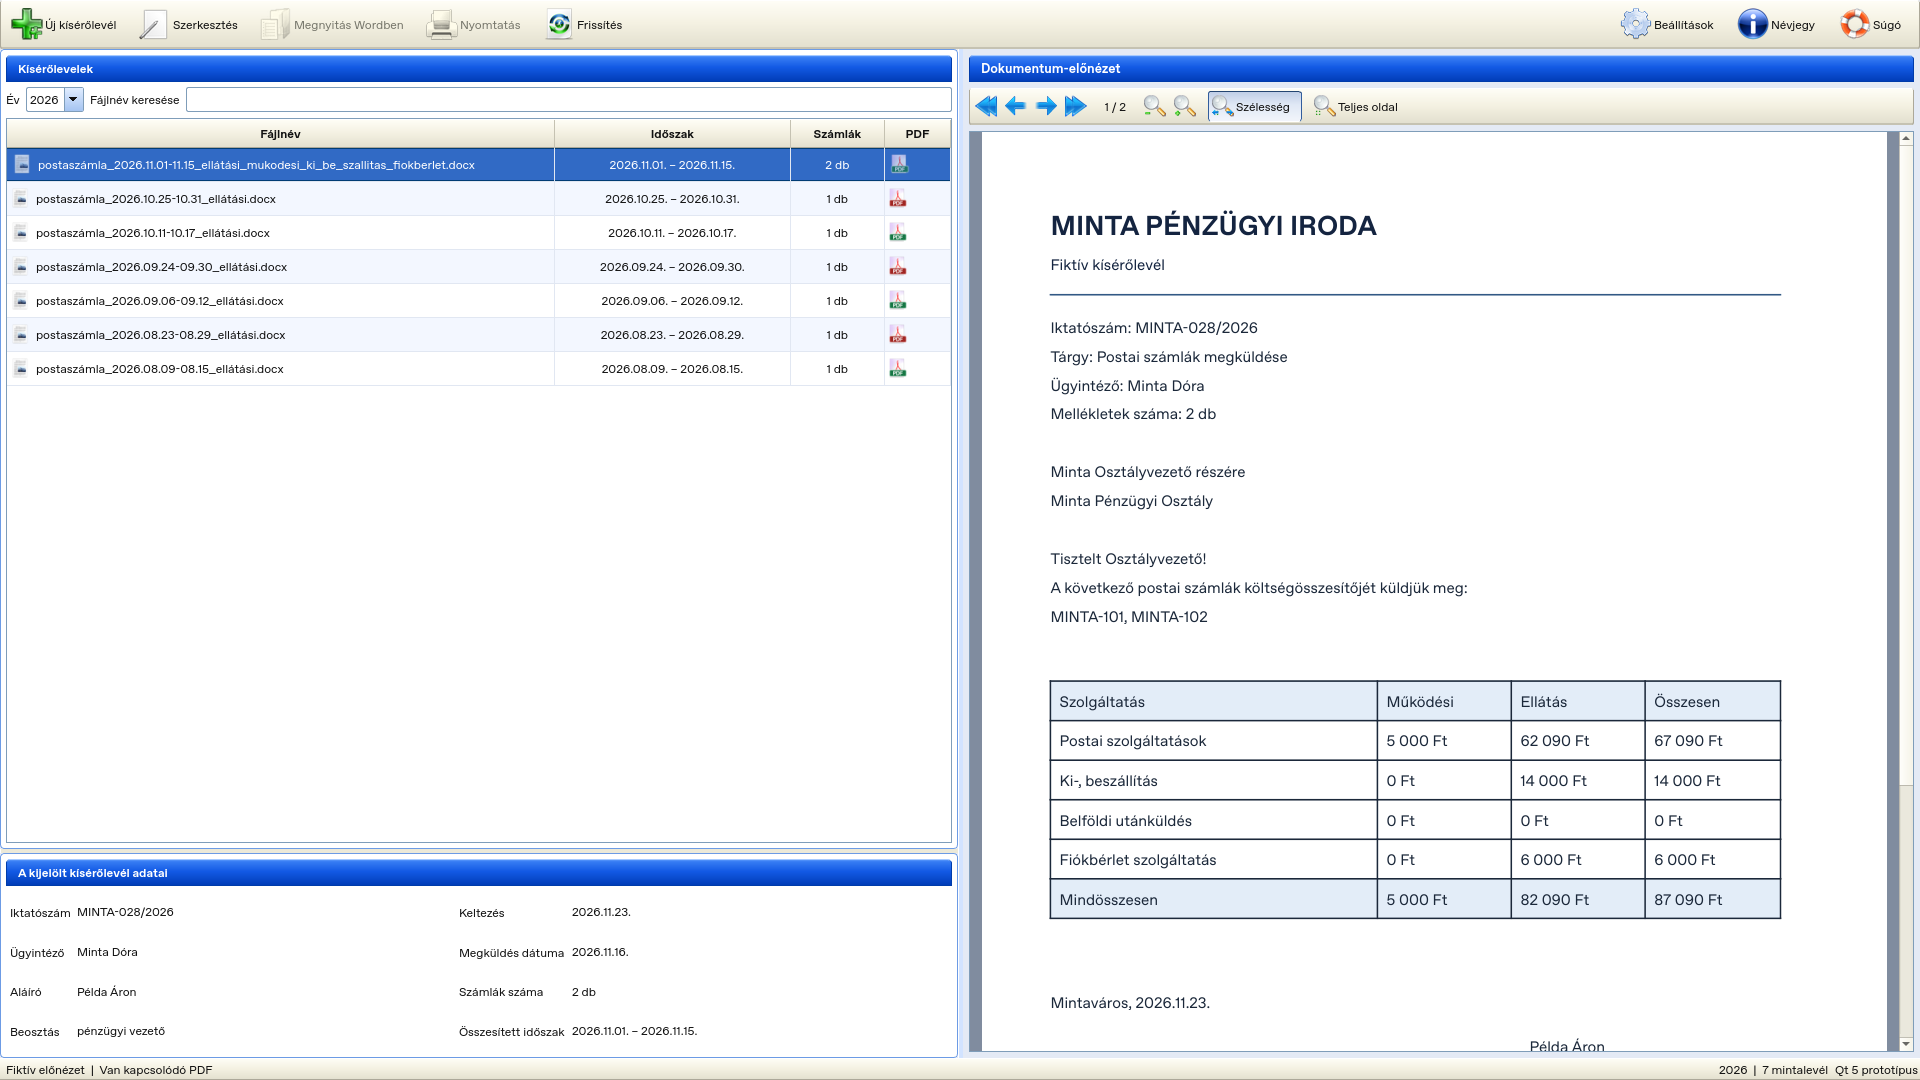 Új kísérőlevél Szerkesztés Megnyitás Wordben Nyomtatás Frissítés Beállítások Névjegy Súgó
Kísérőlevelek
Év 2026 Fájlnév keresése
Fájlnév Időszak Számlák PDF
postaszámla_2026.11.01-11.15_ellátási_mukodesi_ki_be_szallitas_fiokberlet.docx 2026.11.01. – 2026.11.15. 2 db
postaszámla_2026.10.25-10.31_ellátási.docx 2026.10.25. – 2026.10.31. 1 db
postaszámla_2026.10.11-10.17_ellátási.docx 2026.10.11. – 2026.10.17. 1 db
postaszámla_2026.09.24-09.30_ellátási.docx 2026.09.24. – 2026.09.30. 1 db
postaszámla_2026.09.06-09.12_ellátási.docx 2026.09.06. – 2026.09.12. 1 db
postaszámla_2026.08.23-08.29_ellátási.docx 2026.08.23. – 2026.08.29. 1 db
postaszámla_2026.08.09-08.15_ellátási.docx 2026.08.09. – 2026.08.15. 1 db
A kijelölt kísérőlevél adatai
Iktatószám MINTA-028/2026 Keltezés 2026.11.23.
Ügyintéző Minta Dóra Megküldés dátuma 2026.11.16.
Aláíró Példa Áron Számlák száma 2 db
Beosztás pénzügyi vezető Összesített időszak 2026.11.01. – 2026.11.15.
Dokumentum-előnézet
1 / 2 Szélesség Teljes oldal
MINTA PÉNZÜGYI IRODA
Fiktív kísérőlevél
Iktatószám: MINTA-028/2026
Tárgy: Postai számlák megküldése
Ügyintéző: Minta Dóra
Mellékletek száma: 2 db
Minta Osztályvezető részére
Minta Pénzügyi Osztály
Tisztelt Osztályvezető!
A következő postai számlák költségösszesítőjét küldjük meg:
MINTA-101, MINTA-102
Szolgáltatás Működési Ellátás Összesen
Postai szolgáltatások 5 000 Ft 62 090 Ft 67 090 Ft
Ki-, beszállítás 0 Ft 14 000 Ft 14 000 Ft
Belföldi utánküldés 0 Ft 0 Ft 0 Ft
Fiókbérlet szolgáltatás 0 Ft 6 000 Ft 6 000 Ft
Mindösszesen 5 000 Ft 82 090 Ft 87 090 Ft
Mintaváros, 2026.11.23.
Példa Áron
Fiktív előnézet | Van kapcsolódó PDF 2026 | 7 mintalevél Qt 5 prototípus